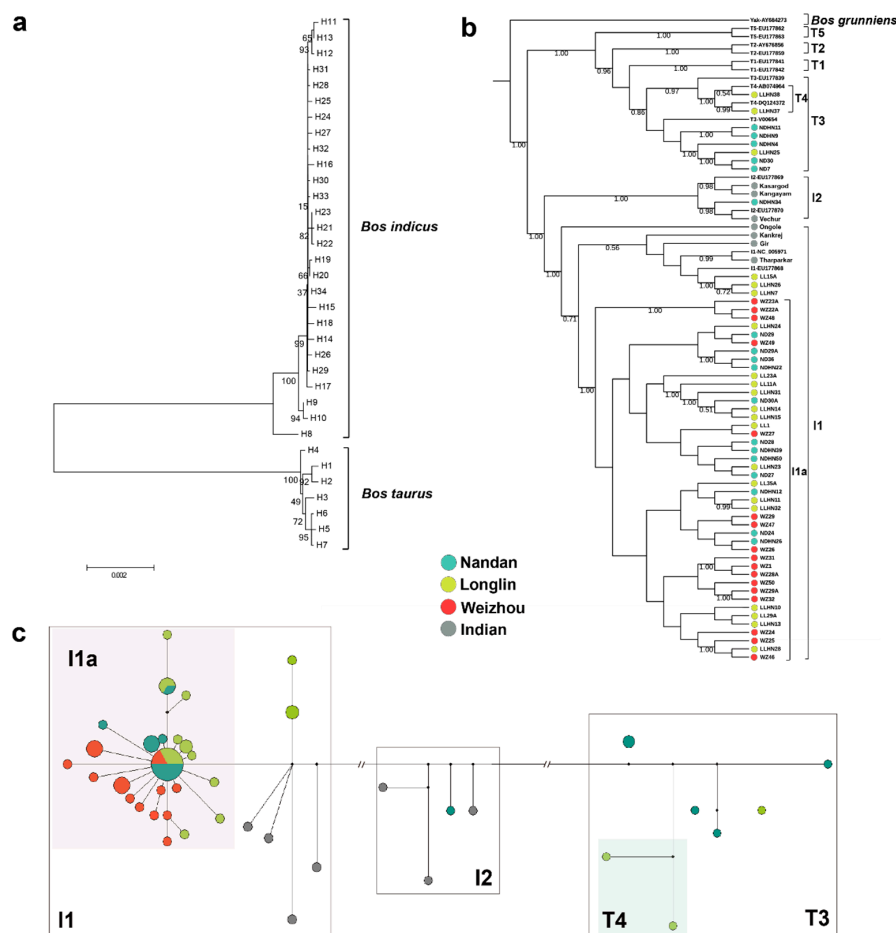 a
H11
65
H13
93
H12
H31
H28
H25
H24
H27
H32
H16
H30
H33
15
H23
H21
82
H22
H19
66
H20
37
H34
H15
H18
99
H14
H26
H29
100
H17
H9
94
H10
H8
Bos indicus
H4
100
H1
92
H2
49
H3
72
H6
H5
95
H7
Bos taurus
0.002
b
Yak-AY684273
Bos grunniens
T5-EU177862
T5-EU177863
1.00
T5
T2-AY676856
T2-EU177859
1.00
T2
0.96
T1-EU177841
T1-EU177842
1.00
T1
T3-EU177839
0.97
T4-AB074964
0.54
LLHN38
1.00
T4-DQ124372
0.99
LLHN37
T4
0.86
T3-V00654
NDHN11
1.00
NDHN9
NDHN4
LLHN25
1.00
ND30
ND7
T3
1.00
I2-EU177869
0.98
Kasargod
Kangayam
1.00
NDHN34
0.98
I2-EU177870
Vechur
I2
1.00
Ongole
Kankrej
0.56
Gir
I1-NC_005971
0.99
Tharparkar
1.00
I1-EU177868
LL15A
1.00
LLHN26
0.72
LLHN7
0.71
WZ23A
1.00
WZ22A
WZ48
LLHN24
ND29
WZ49
ND29A
1.00
ND36
NDHN22
1.00
LL23A
LL11A
1.00
LLHN31
1.00
ND30A
0.51
LLHN14
LLHN15
LL1
WZ27
ND28
NDHN39
NDHN50
LLHN23
ND27
LL35A
NDHN12
LLHN11
0.99
LLHN32
WZ29
WZ47
ND24
NDHN26
WZ26
WZ31
1.00
WZ1
WZ28A
WZ50
WZ29A
1.00
WZ32
LLHN10
LL29A
LLHN13
WZ24
WZ25
LLHN28
1.00
WZ46
I1a
I1
Nandan
Longlin
Weizhou
Indian
c
I1a
I1
I2
T4
T3